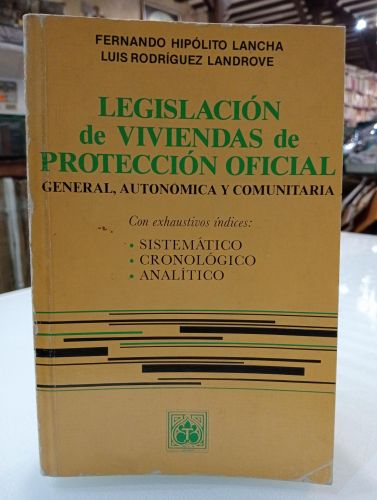 FERNANDO HIPÓLITO LANCHA
LUIS RODRÍGUEZ LANDROVE
LEGISLACIÓN
de VIVIENDAS de
PROTECCIÓN OFICIAL
GENERAL, AUTONOMICA Y COMUNITARIA
Con exhaustivos índices:
• SISTEMÁTICO
• CRONOLÓGICO
• ANALÍTICO